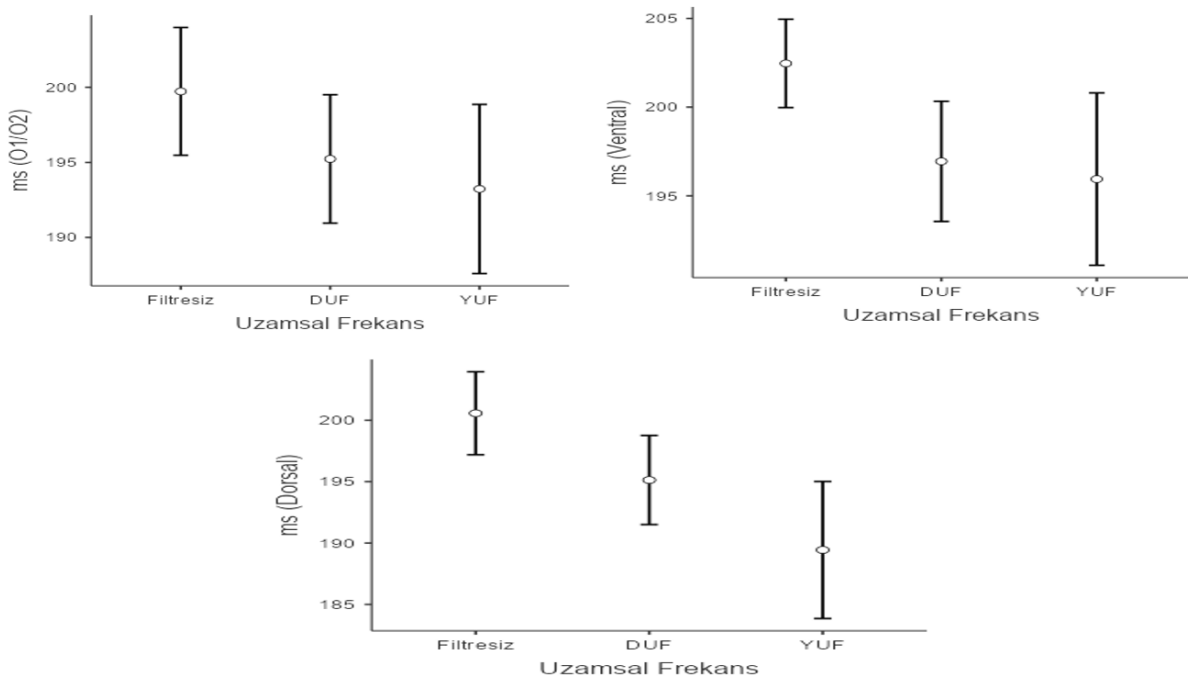 ms (O1/O2)
200
195
190
Filtresiz DUF YUF
Uzamsal Frekans
ms (Ventral)
205
200
195
Filtresiz DUF YUF
Uzamsal Frekans
ms (Dorsal)
200
195
190
185
Filtresiz DUF YUF
Uzamsal Frekans